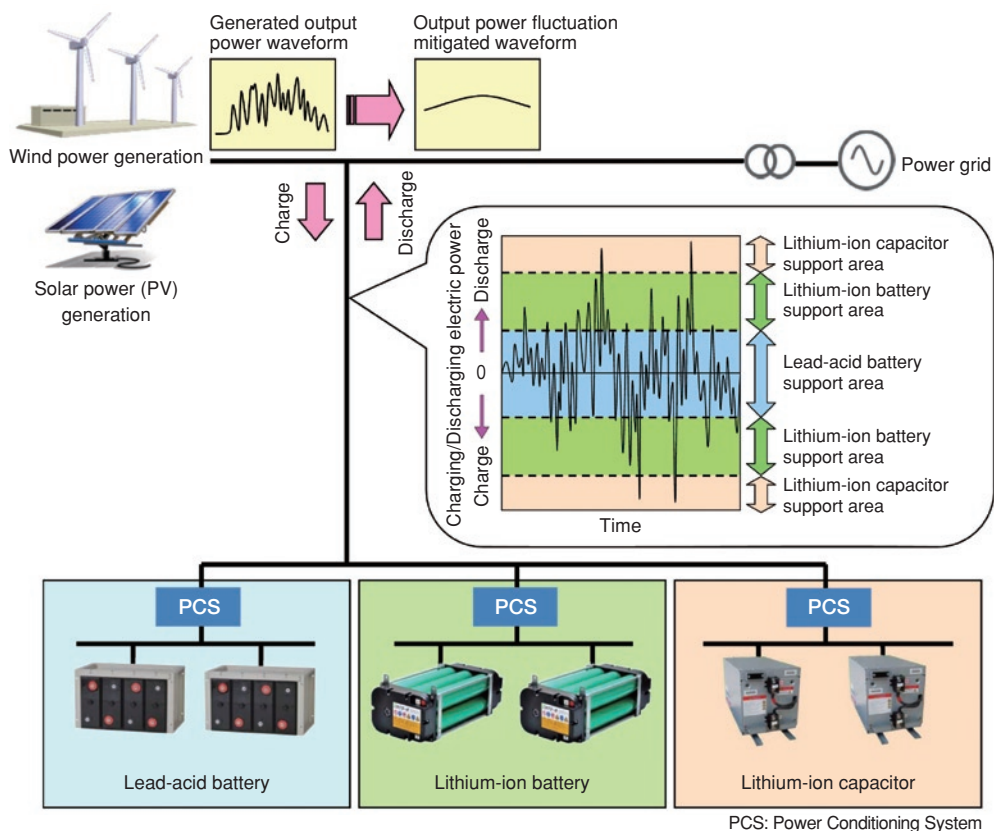 Generated output
power waveform
Output power fluctuation
mitigated waveform
Wind power generation
Power grid
Charge
Discharge
Solar power (PV)
generation
Charging/Discharging electric power
Discharge
0
Charge
Time
Lithium-ion capacitor
support area
Lithium-ion battery
support area
Lead-acid battery
support area
Lithium-ion battery
support area
Lithium-ion capacitor
support area
PCS
PCS
PCS
Lead-acid battery
Lithium-ion battery
Lithium-ion capacitor
PCS: Power Conditioning System